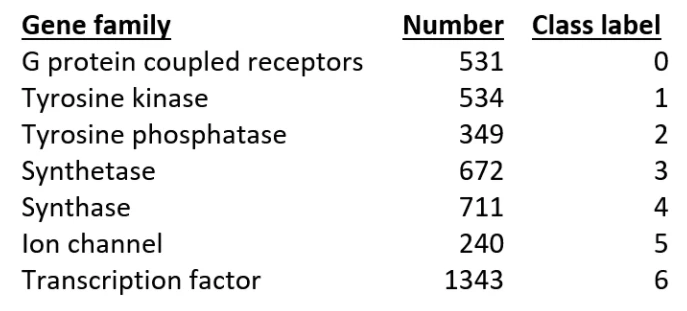 Gene family Number Class label
G protein coupled receptors 531 0
Tyrosine kinase 534 1
Tyrosine phosphatase 349 2
Synthetase 672 3
Synthase 711 4
Ion channel 240 5
Transcription factor 1343 6